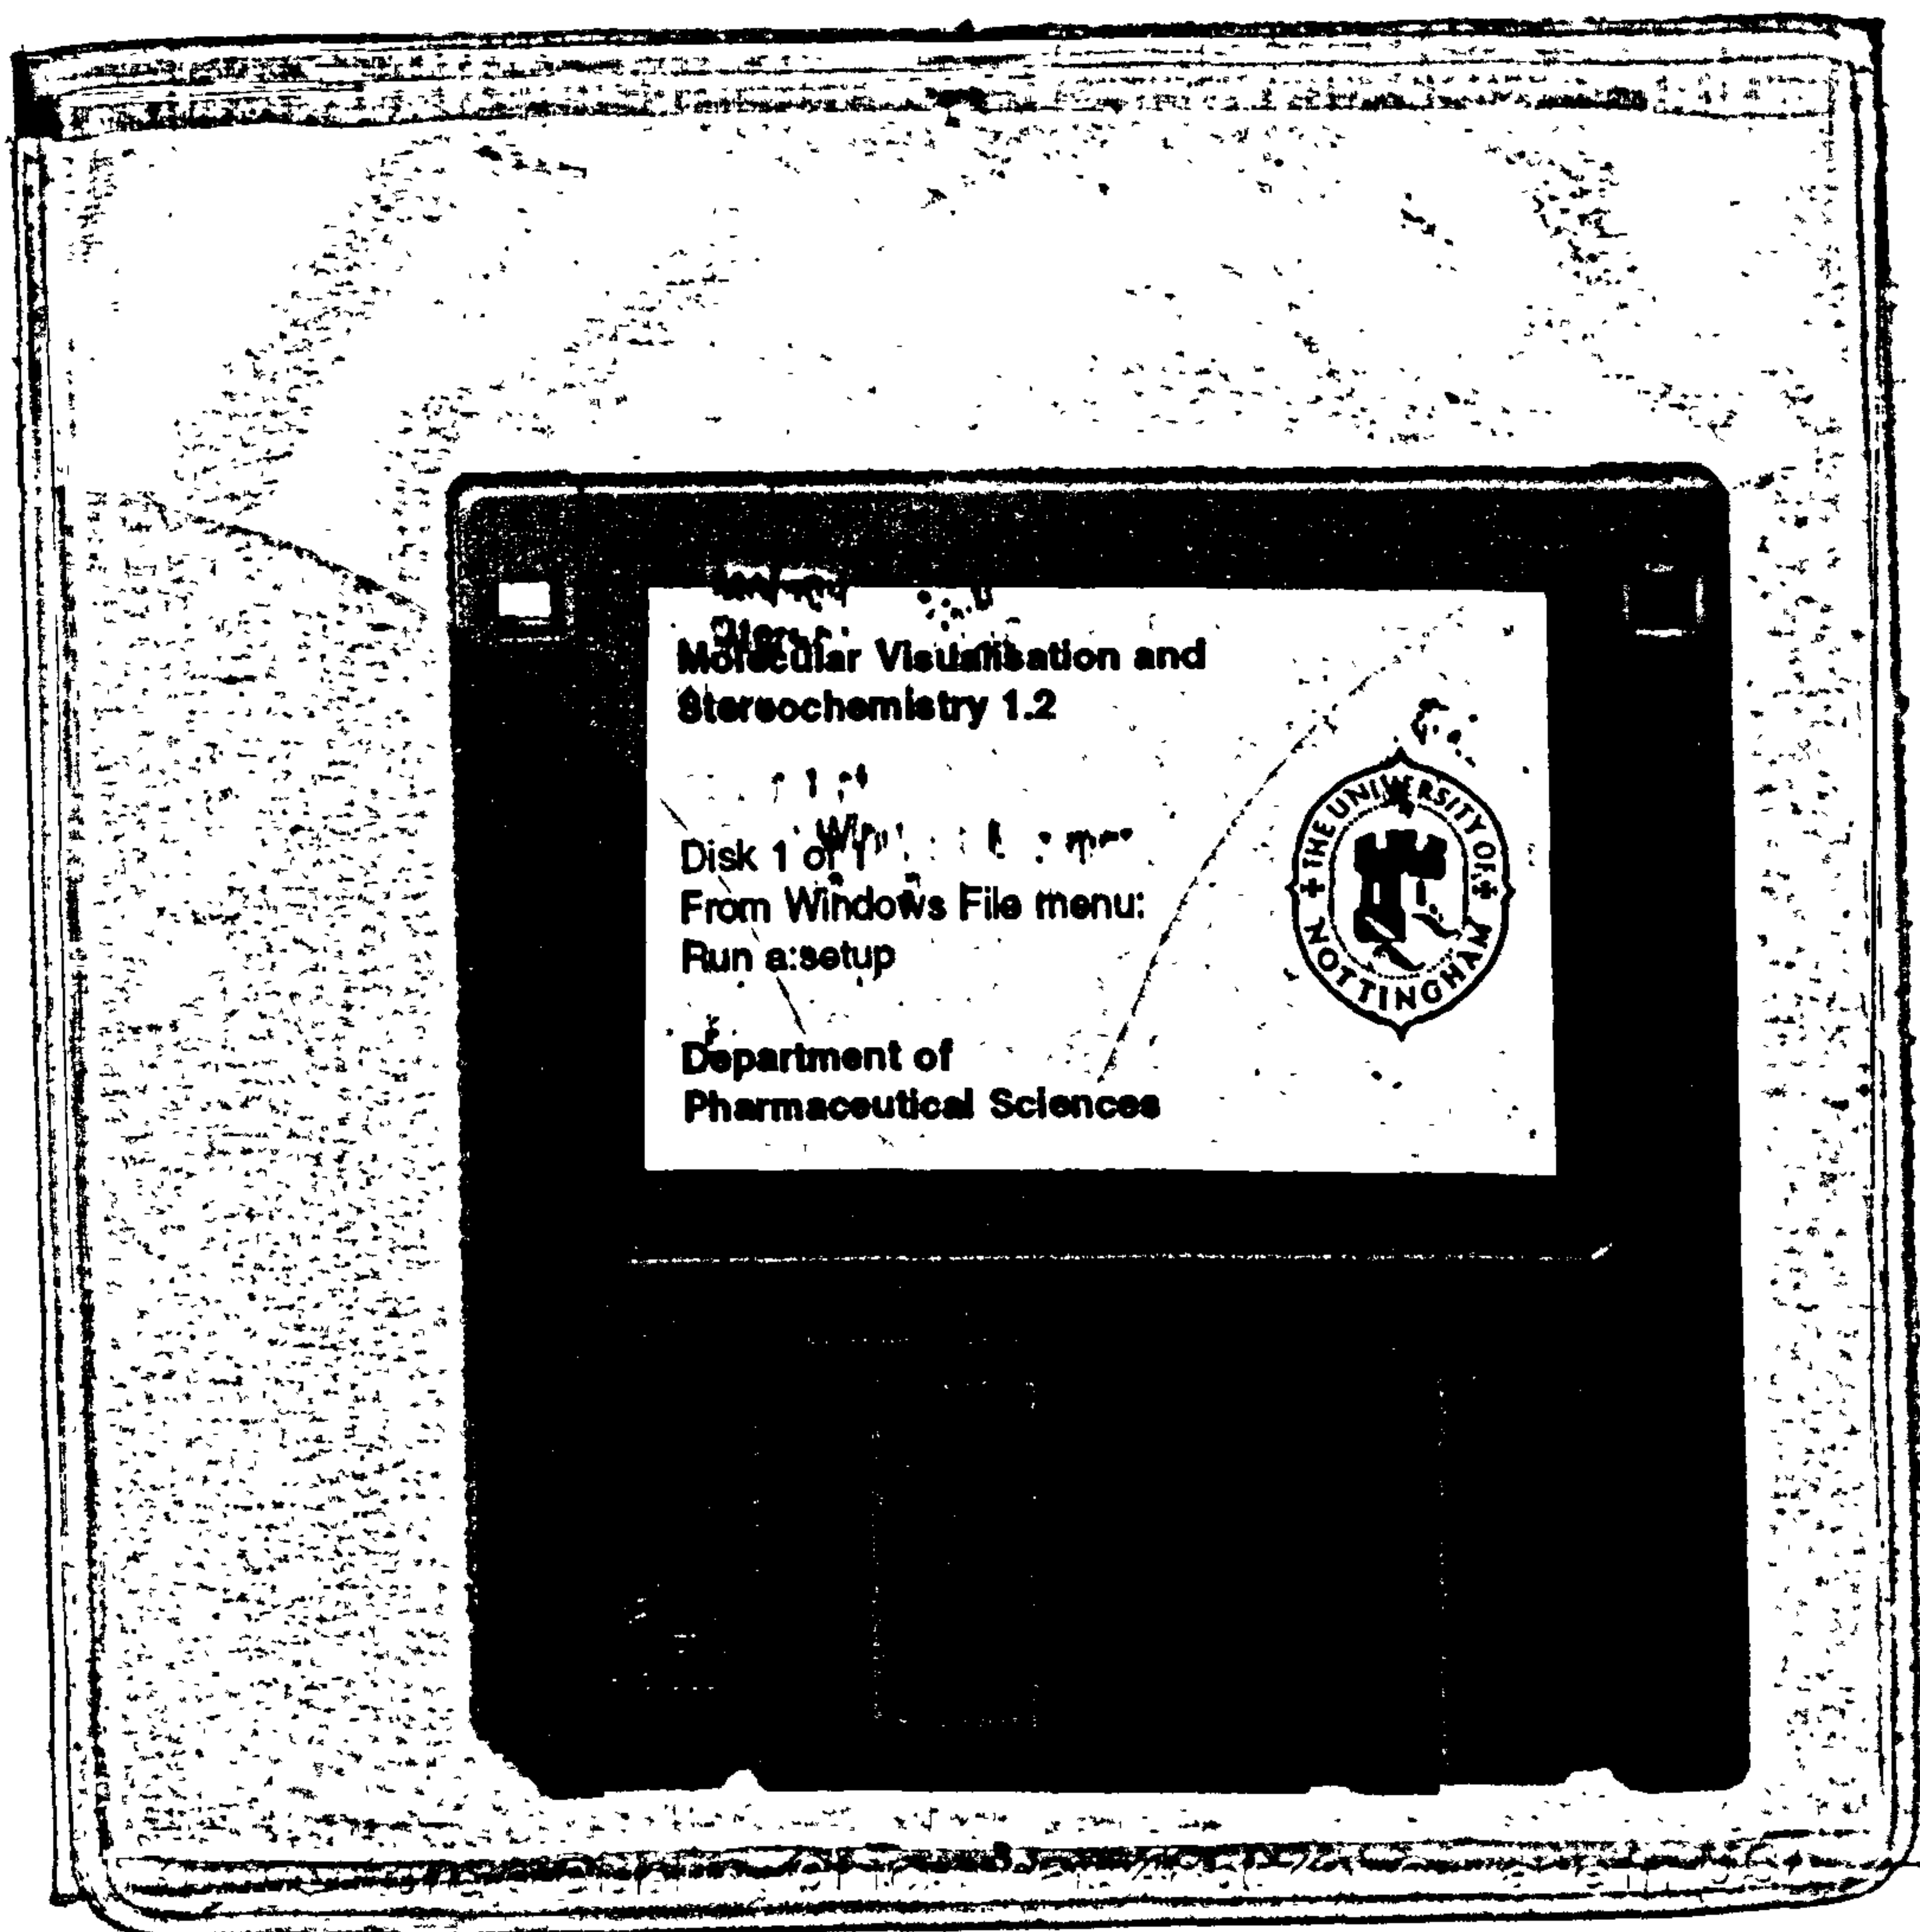 Molecular Visualisation and
Stereochemistry 1.2
Disk 1 of 1
From Windows File menu:
Run a:setup
Department of
Pharmaceutical Sciences
THE UNIVERSITY OF
NOTTINGHAM